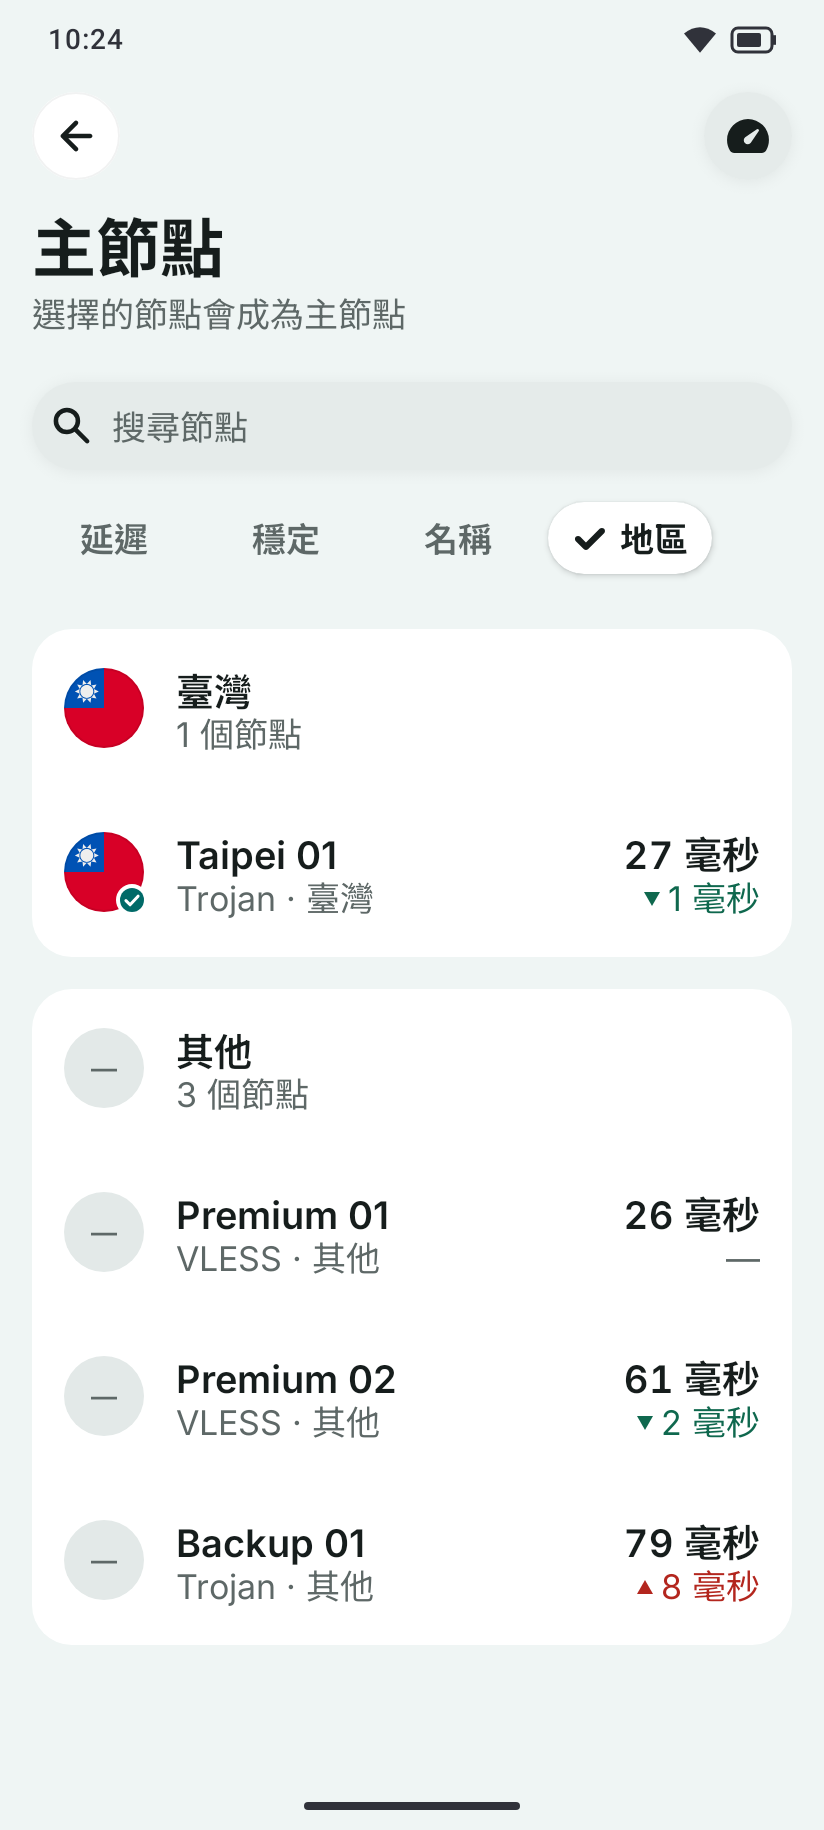 10:24
主節點
選擇的節點會成為主節點
搜尋節點
延遲 穩定 名稱 地區
臺灣
1 個節點
Taipei 01 27 毫秒
Trojan · 臺灣 ▼1 毫秒
— 其他
3 個節點
— Premium 01 26 毫秒
VLESS · 其他 —
— Premium 02 61 毫秒
VLESS · 其他 ▼2 毫秒
— Backup 01 79 毫秒
Trojan · 其他 ▲8 毫秒